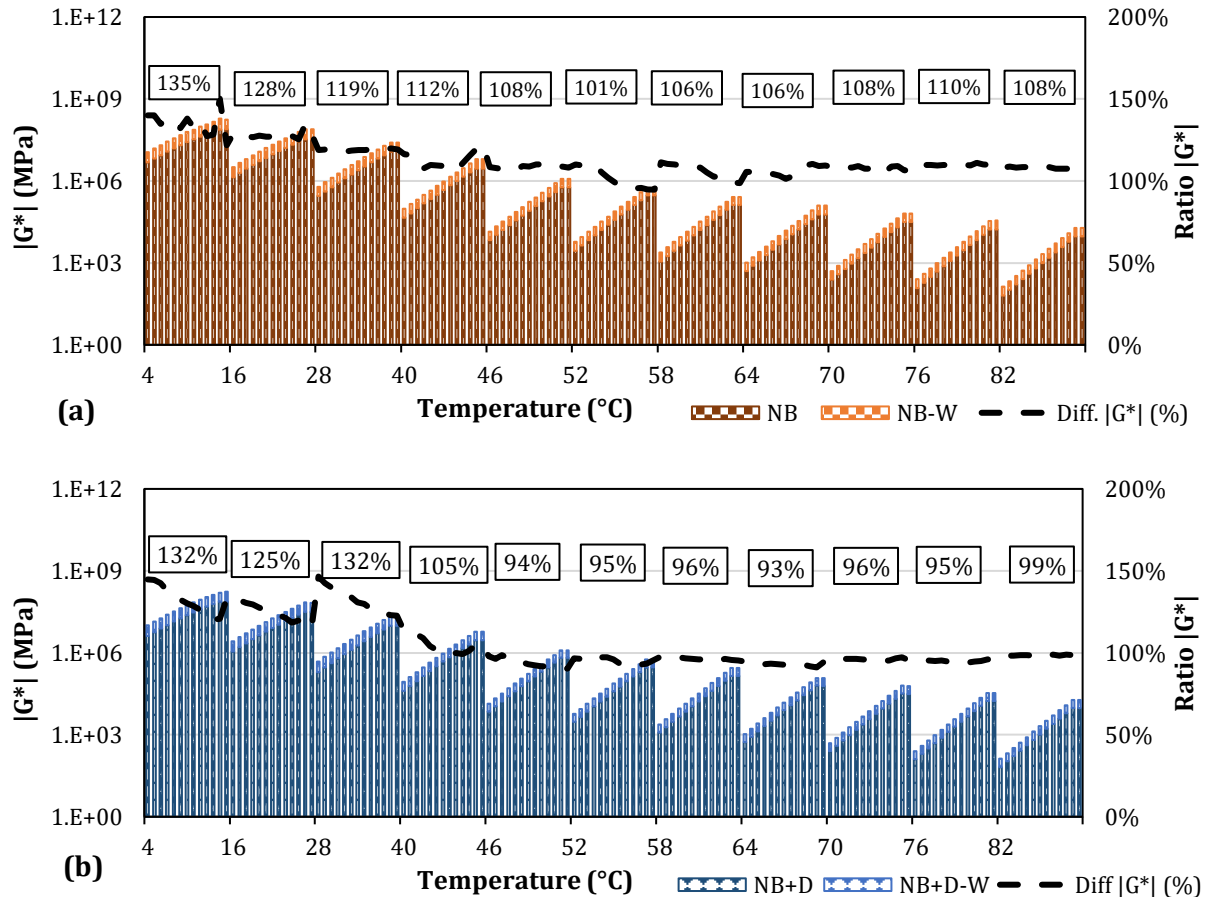 1.E+12 200%
135% 128% 119% 112% 108% 101% 106% 106% 108% 110% 108%
1.E+09 150%
1.E+06 100%
1.E+03 50%
1.E+00 0%
|G*| (MPa)
Ratio |G*|
4 16 28 40 46 52 58 64 70 76 82
(a) Temperature (°C) NB NB-W Diff. |G*| (%)
1.E+12 200%
132% 125% 132% 105% 94% 95% 96% 93% 96% 95% 99%
1.E+09 150%
1.E+06 100%
1.E+03 50%
1.E+00 0%
|G*| (MPa)
Ratio |G*|
4 16 28 40 46 52 58 64 70 76 82
(b) Temperature (°C) NB+D NB+D-W Diff |G*| (%)